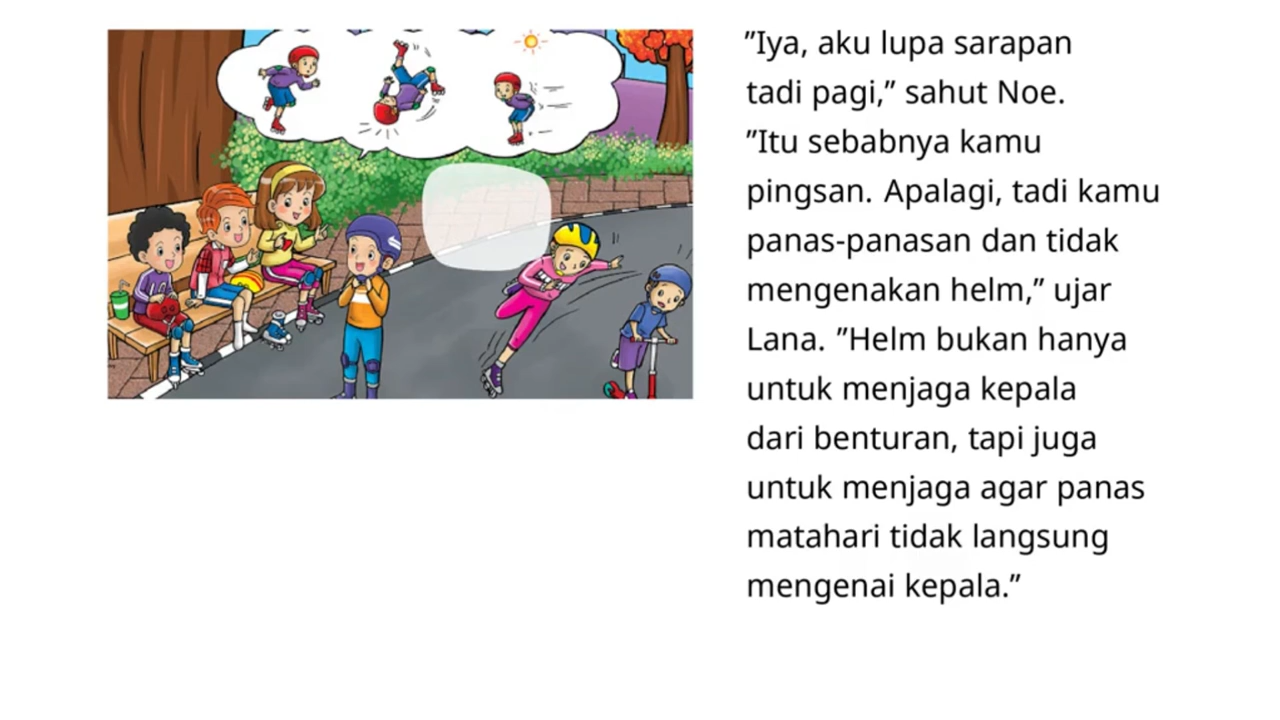 ”Iya, aku lupa sarapan
tadi pagi,” sahut Noe.
”Itu sebabnya kamu
pingsan. Apalagi, tadi kamu
panas-panasan dan tidak
mengenakan helm,” ujar
Lana. ”Helm bukan hanya
untuk menjaga kepala
dari benturan, tapi juga
untuk menjaga agar panas
matahari tidak langsung
mengenai kepala.”